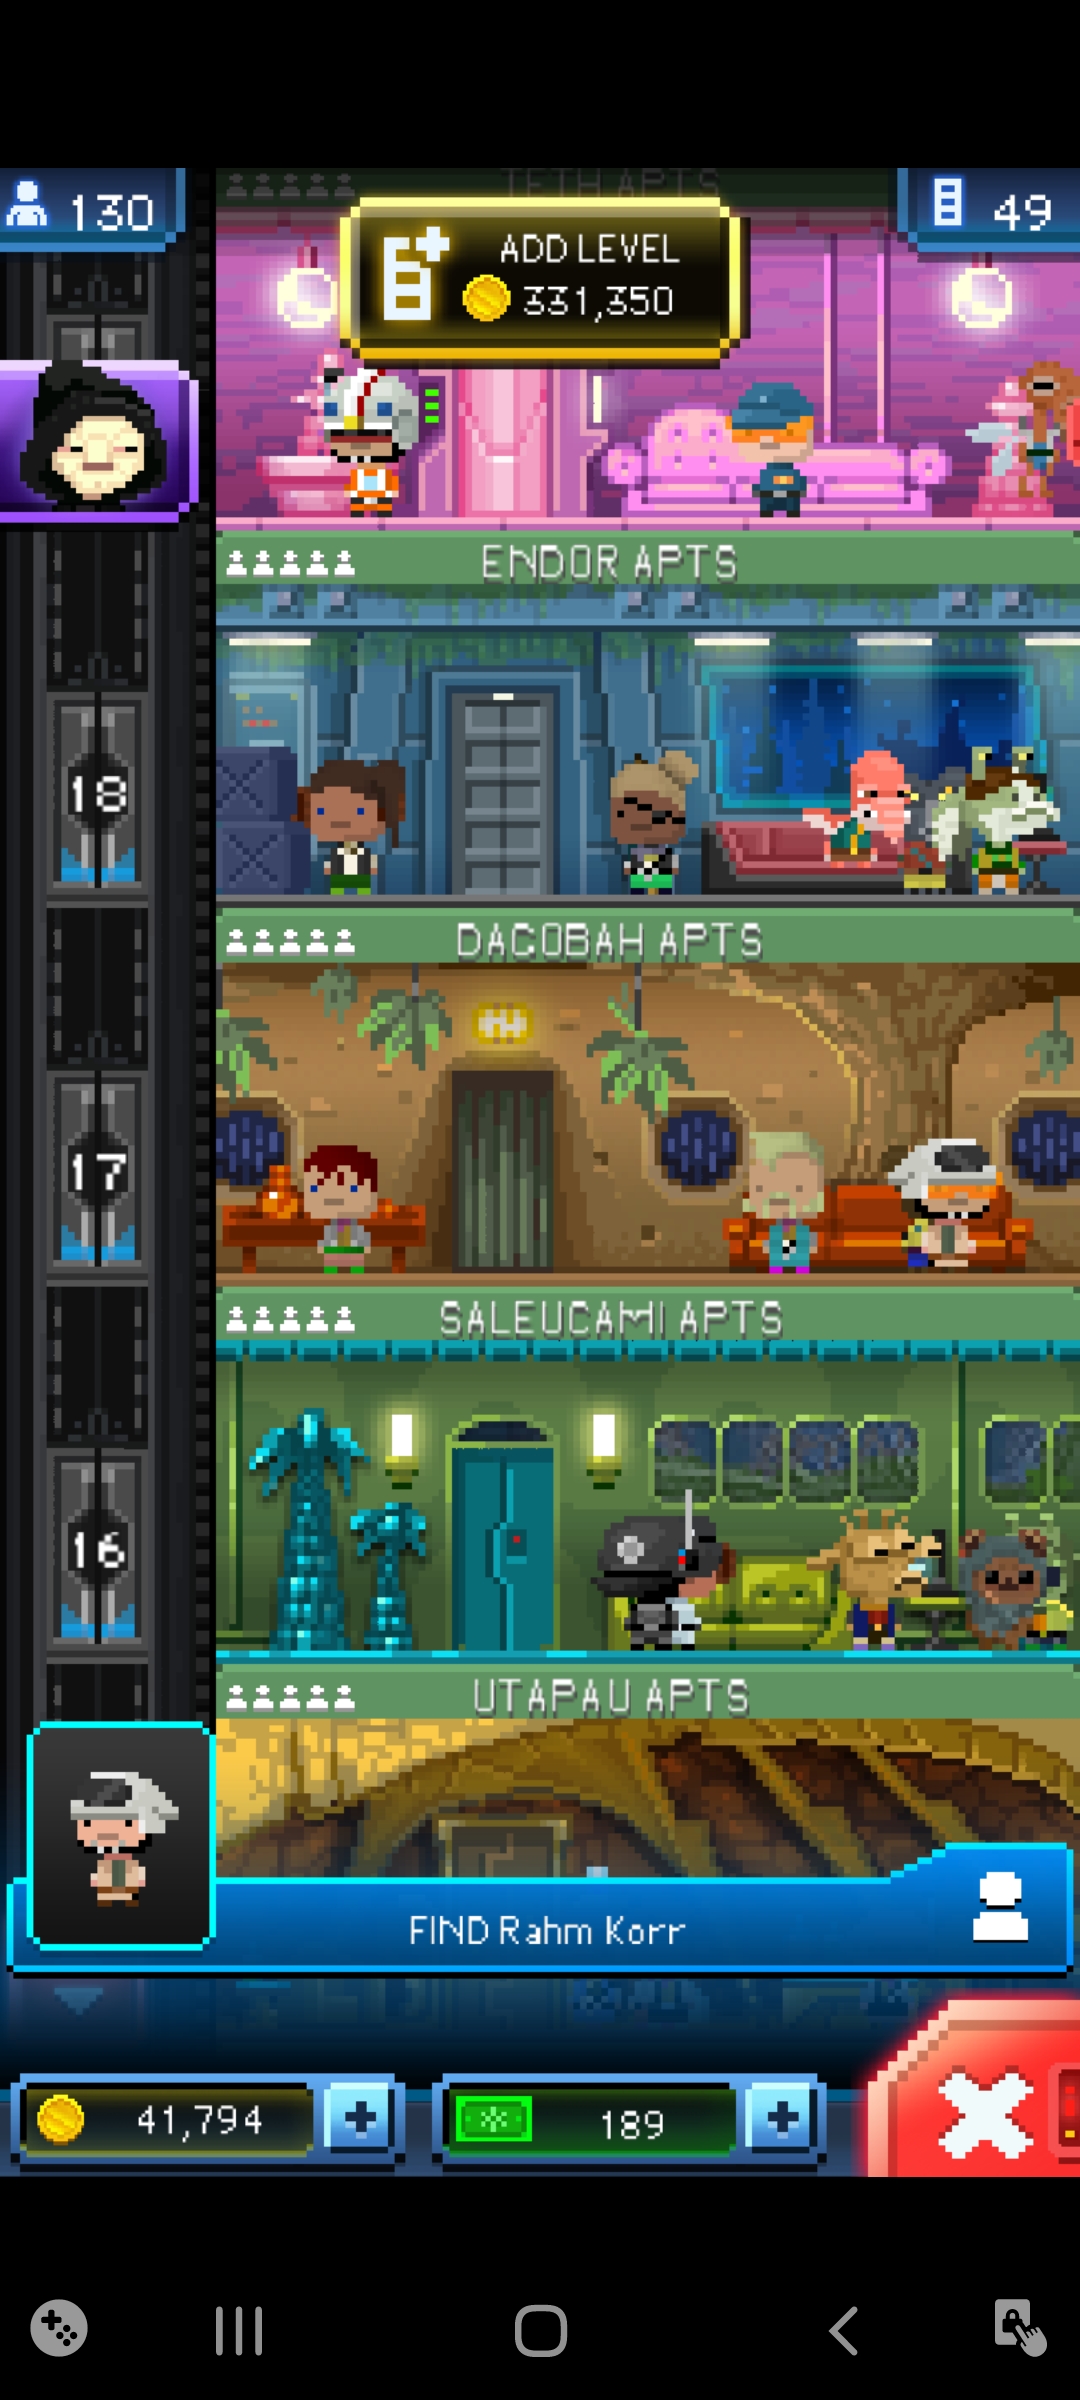 TETH APTS
130
49
ADD LEVEL
331,350
ENDOR APTS
18
DAGOBAH APTS
17
SALEUCAMI APTS
16
UTAPAU APTS
FIND Rahm Korr
41,794
189